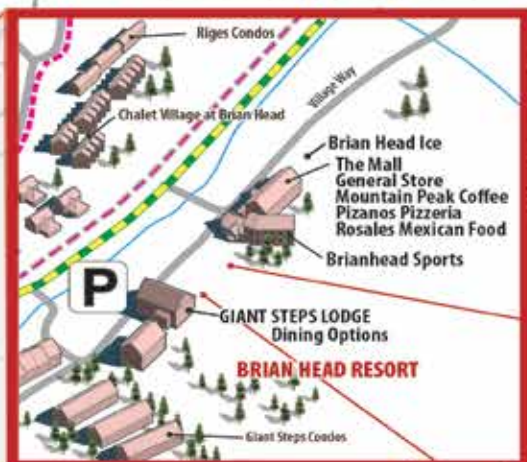 Riges Condos
Chalet Village at Brian Head
Village Way
Brian Head Ice
The Mall
General Store
Mountain Peak Coffee
Pizanos Pizzeria
Rosales Mexican Food
Brianhead Sports
P
GIANT STEPS LODGE
Dining Options
BRIAN HEAD RESORT
Giant Steps Condos